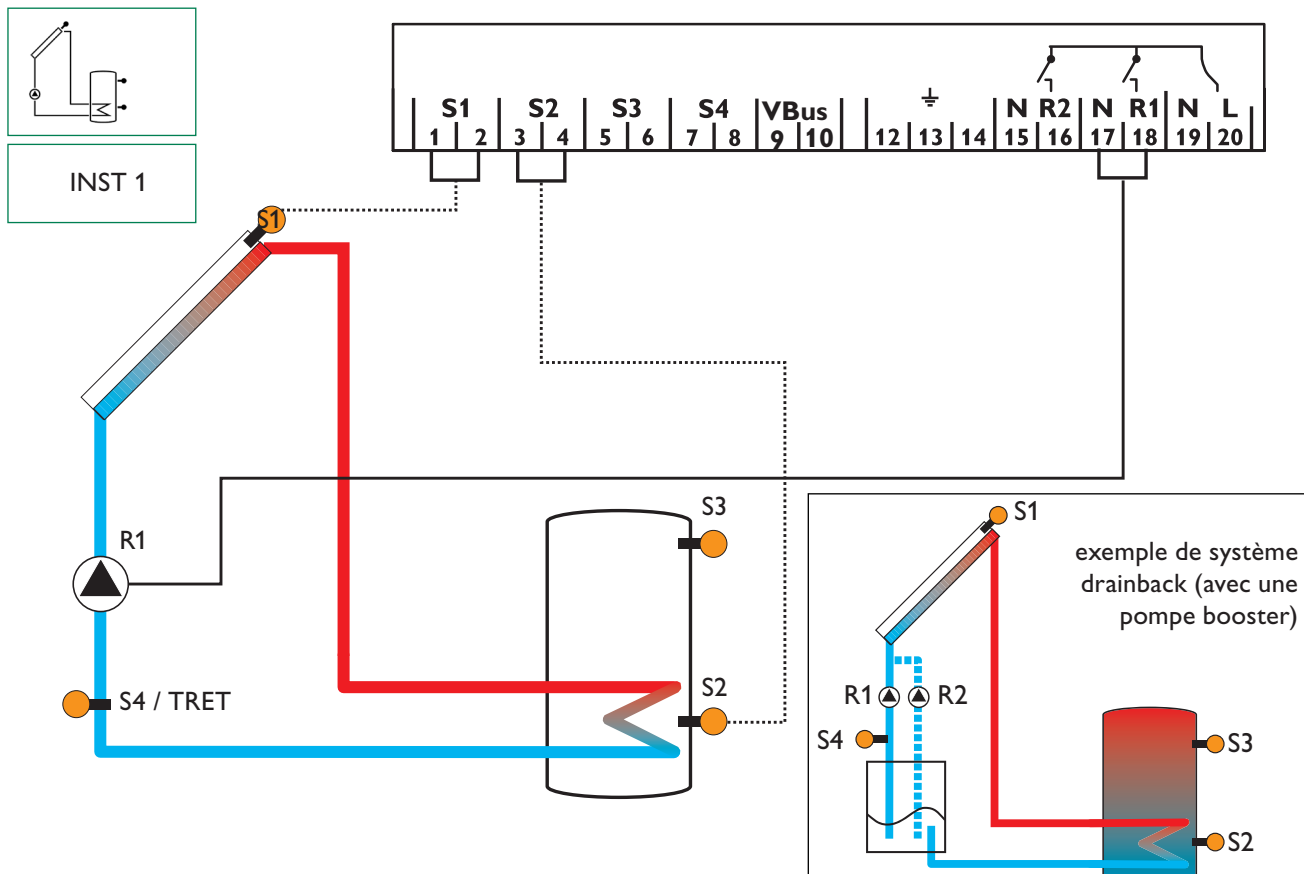 S1 S2 S3 S4 VBus ⏚ N R2 N R1 N L
1 2 3 4 5 6 7 8 9 10 12 13 14 15 16 17 18 19 20
INST 1
S1
S3
R1
S2
S4 / TRET
S1
exemple de système
drainback (avec une
pompe booster)
R1 R2
S4
S3
S2